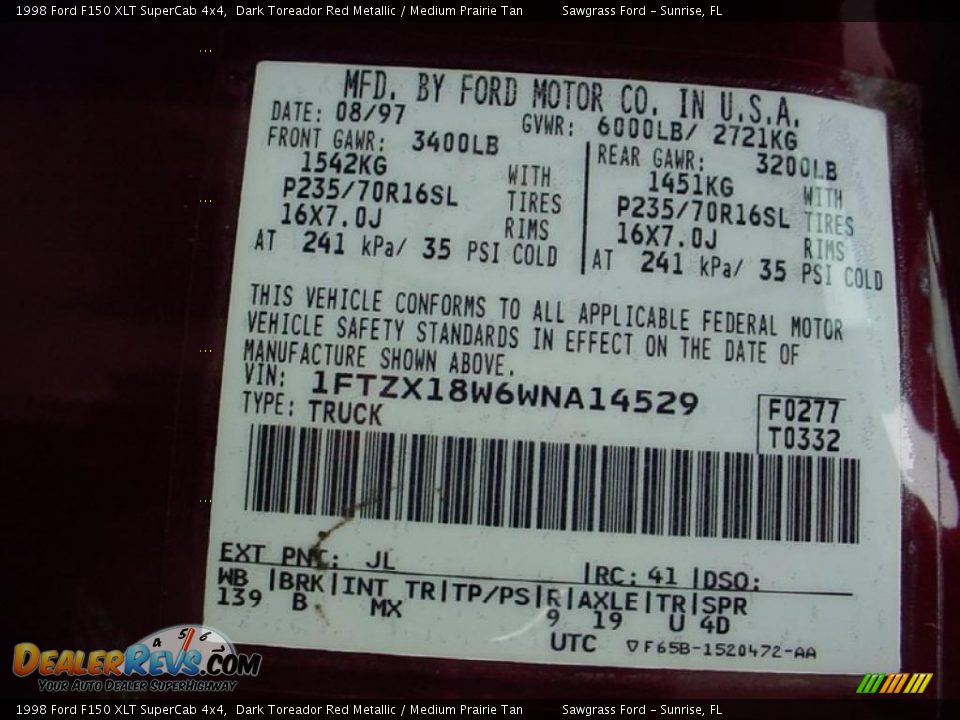 1998 Ford F150 XLT SuperCab 4x4, Dark Toreador Red Metallic / Medium Prairie Tan Sawgrass Ford - Sunrise, FL
MFD. BY FORD MOTOR CO. IN U.S.A.
DATE: 08/97 GVWR: 6000LB/ 2721KG
FRONT GAWR: 3400LB REAR GAWR: 3200LB
1542KG WITH 1451KG WITH
P235/70R16SL TIRES P235/70R16SL TIRES
16X7.0J RIMS 16X7.0J RIMS
AT 241 kPa/ 35 PSI COLD AT 241 kPa/ 35 PSI COLD
THIS VEHICLE CONFORMS TO ALL APPLICABLE FEDERAL MOTOR
VEHICLE SAFETY STANDARDS IN EFFECT ON THE DATE OF
MANUFACTURE SHOWN ABOVE.
VIN: 1FTZX18W6WNA14529
TYPE: TRUCK
F0277
T0332
EXT PNC: JL RC: 41 DSO:
WB BRK INT TR TP/PS R AXLE TR SPR
139 B MX 9 19 U 4D
UTC ▽F65B-1520472-AA
4 5 6 7
DEALERREVS.COM
Your Auto Dealer SuperHighway
1998 Ford F150 XLT SuperCab 4x4, Dark Toreador Red Metallic / Medium Prairie Tan Sawgrass Ford - Sunrise, FL